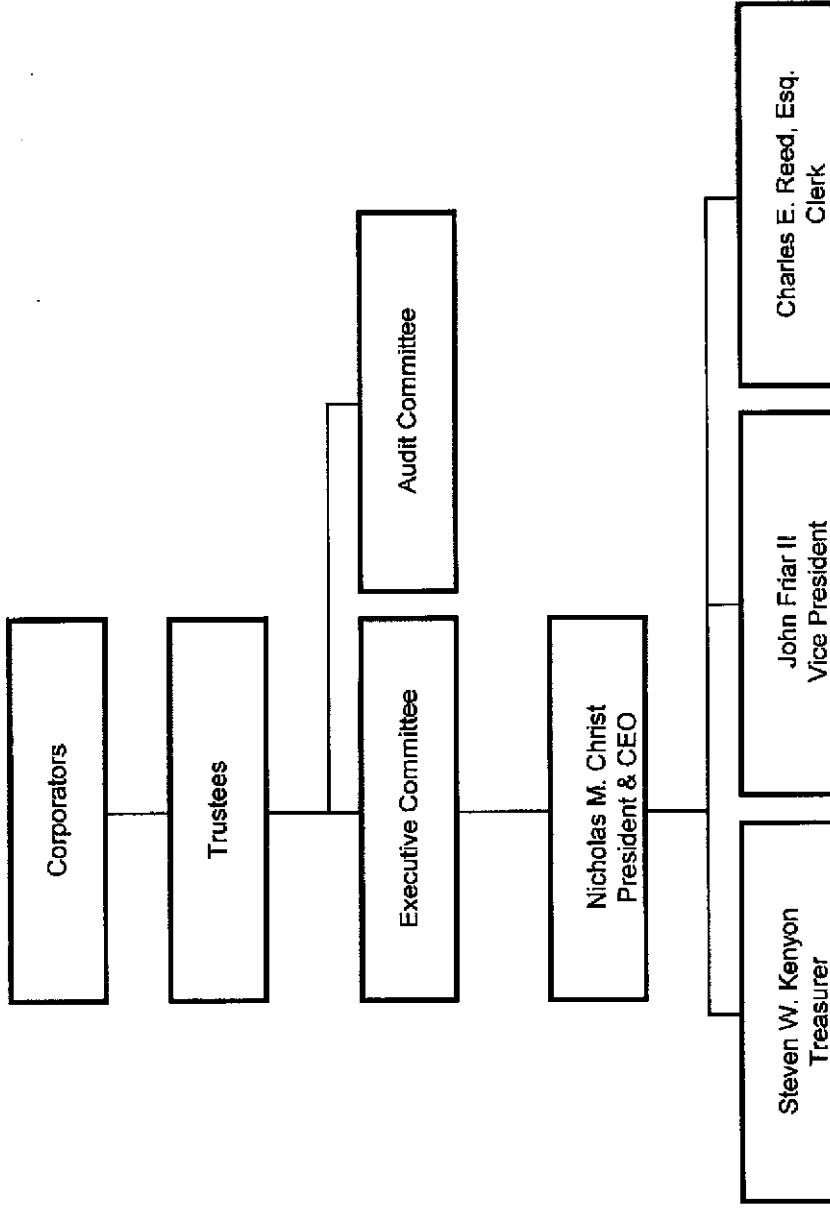 Corporators
Trustees
Executive Committee
Audit Committee
Nicholas M. Christ
President & CEO
Steven W. Kenyon
Treasurer
John Friar II
Vice President
Charles E. Reed, Esq.
Clerk